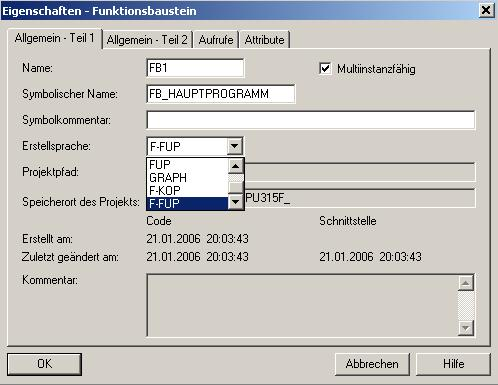 Eigenschaften - Funktionsbaustein
Allgemein - Teil 1 Allgemein - Teil 2 Aufrufe Attribute
Name: FB1 Multiinstanzfähig
Symbolischer Name: FB_HAUPTPROGRAMM
Symbolkommentar:
Erstellsprache: F-FUP
FUP
GRAPH
F-KOP
F-FUP
Projektpfad:
Speicherort des Projekts: PU315F_
Code Schnittstelle
Erstellt am: 21.01.2006 20:03:43
Zuletzt geändert am: 21.01.2006 20:03:43 21.01.2006 20:03:43
Kommentar:
OK Abbrechen Hilfe